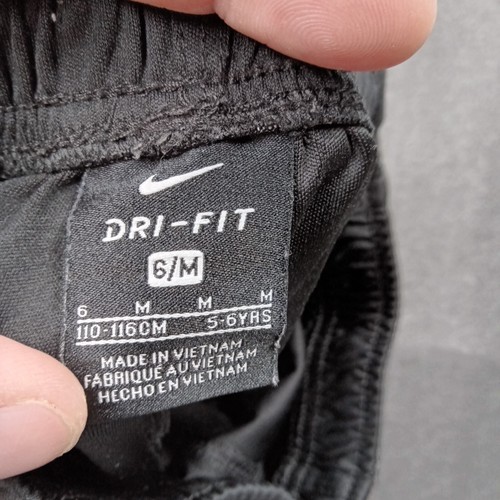 DRI-FIT
6/M
6 M M M
110-116CM 5-6YRS
MADE IN VIETNAM
FABRIQUÉ AU VIETNAM
HECHO EN VIETNAM